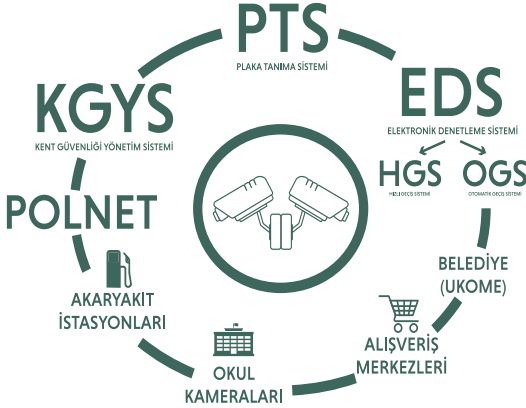 PTS
PLAKA TANIMA SİSTEMİ
KGYS
KENT GÜVENLİĞİ YÖNETİM SİSTEMİ
EDS
ELEKTRONİK DENETLEME SİSTEMİ
HGS
HIZLI GEÇİŞ SİSTEMİ
OGS
OTOMATİK GEÇİŞ SİSTEMİ
POLNET
BELEDİYE
(UKOME)
AKARYAKIT
İSTASYONLARI
ALIŞVERİŞ
MERKEZLERİ
OKUL
KAMERALARI